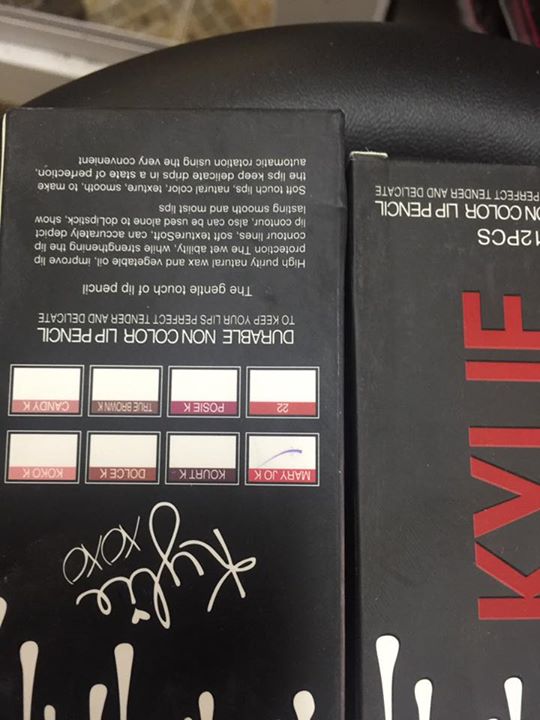 Kylie
XOXO
MARY JO K KOURT K DOLCE K KOKO K
22 POSIE K TRUE BROWN K CANDY K
DURABLE NON COLOR LIP PENCIL
TO KEEP YOUR LIPS PERFECT TENDER AND DELICATE
The gentle touch of lip pencil
High purity natural wax and vegetable oil, improve lip
protection The wet ability, while strengthening the lip
contour lines, soft textureSoft, can accurately depict
lip contour, also can be used alone to doLipstick, show
lasting smooth and moist lips
Soft touch lips, natural color, texture, smooth, to make
the lips keep delicate drips in a state of perfection,
automatic rotation using the very convenient
KYLIE
12PCS
ON COLOR LIP PENCIL
PERFECT TENDER AND DELICATE